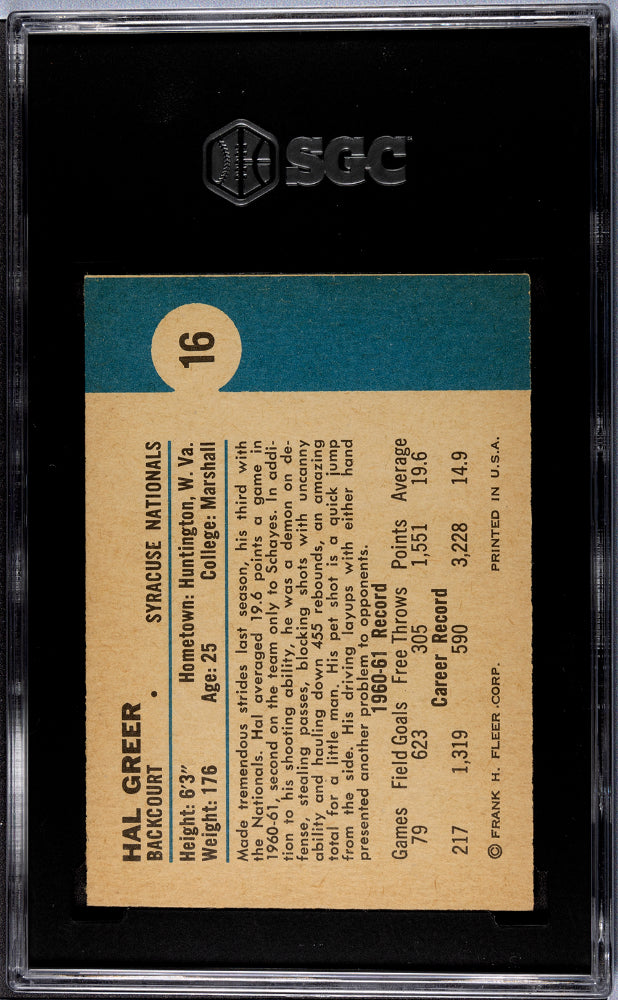 SGC
16
HAL GREER
BACKCOURT
SYRACUSE NATIONALS
Height: 6'3" Hometown: Huntington, W. Va.
Weight: 176 Age: 25 College: Marshall
Made tremendous strides last season, his third with
the Nationals. Hal averaged 19.6 points a game in
1960-61, second on the team only to Schayes. In addi-
tion to his shooting ability, he was a demon on de-
fense, stealing passes, blocking shots with uncanny
ability and hauling down 455 rebounds, an amazing
total for a little man. His pet shot is a quick jump
from the side. His driving layups with either hand
presented another problem to opponents.
1960-61 Record
Games Field Goals Free Throws Points Average
79 623 305 1,551 19.6
Career Record
217 1,319 590 3,228 14.9
© FRANK H. FLEER CORP. PRINTED IN U.S.A.